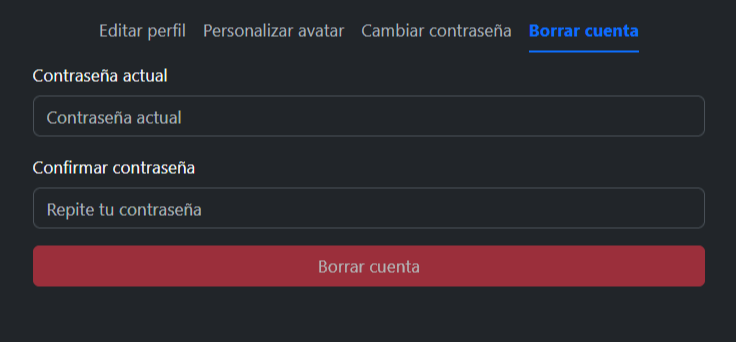 Editar perfil Personalizar avatar Cambiar contraseña Borrar cuenta
Contraseña actual
Contraseña actual
Confirmar contraseña
Repite tu contraseña
Borrar cuenta